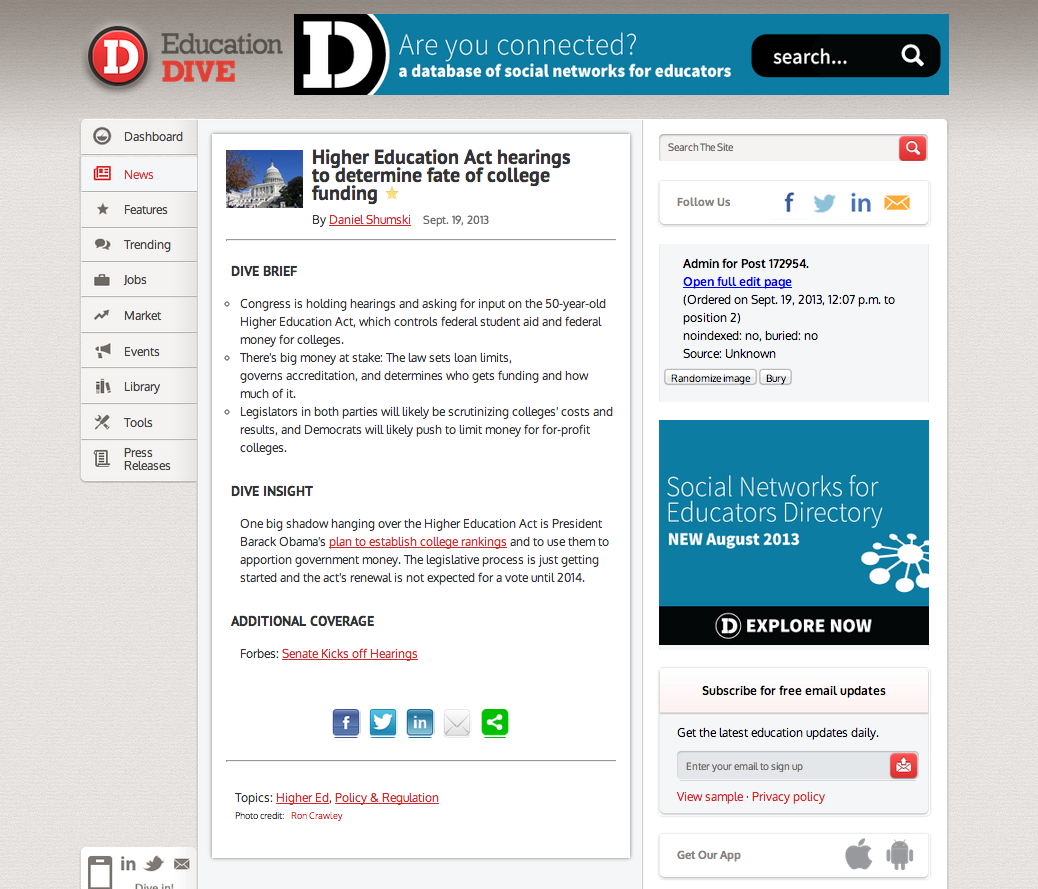 Education
DIVE
D
Are you connected?
a database of social networks for educators
search...
Dashboard
News
Features
Trending
Jobs
Market
Events
Library
Tools
Press
Releases
Higher Education Act hearings
to determine fate of college
funding
By Daniel Shumski Sept. 19, 2013
DIVE BRIEF
Congress is holding hearings and asking for input on the 50-year-old
Higher Education Act, which controls federal student aid and federal
money for colleges.
There's big money at stake: The law sets loan limits,
governs accreditation, and determines who gets funding and how
much of it.
Legislators in both parties will likely be scrutinizing colleges' costs and
results, and Democrats will likely push to limit money for for-profit
colleges.
DIVE INSIGHT
One big shadow hanging over the Higher Education Act is President
Barack Obama's plan to establish college rankings and to use them to
apportion government money. The legislative process is just getting
started and the act's renewal is not expected for a vote until 2014.
ADDITIONAL COVERAGE
Forbes: Senate Kicks off Hearings
f in
Topics: Higher Ed, Policy & Regulation
Photo credit: Ron Crawley
Search The Site
Follow Us f in
Admin for Post 172954.
Open full edit page
(Ordered on Sept. 19, 2013, 12:07 p.m. to
position 2)
noindexed: no, buried: no
Source: Unknown
Randomize image Bury
Social Networks for
Educators Directory
NEW August 2013
D EXPLORE NOW
Subscribe for free email updates
Get the latest education updates daily.
Enter your email to sign up
View sample · Privacy policy
Get Our App
in
Dive in!